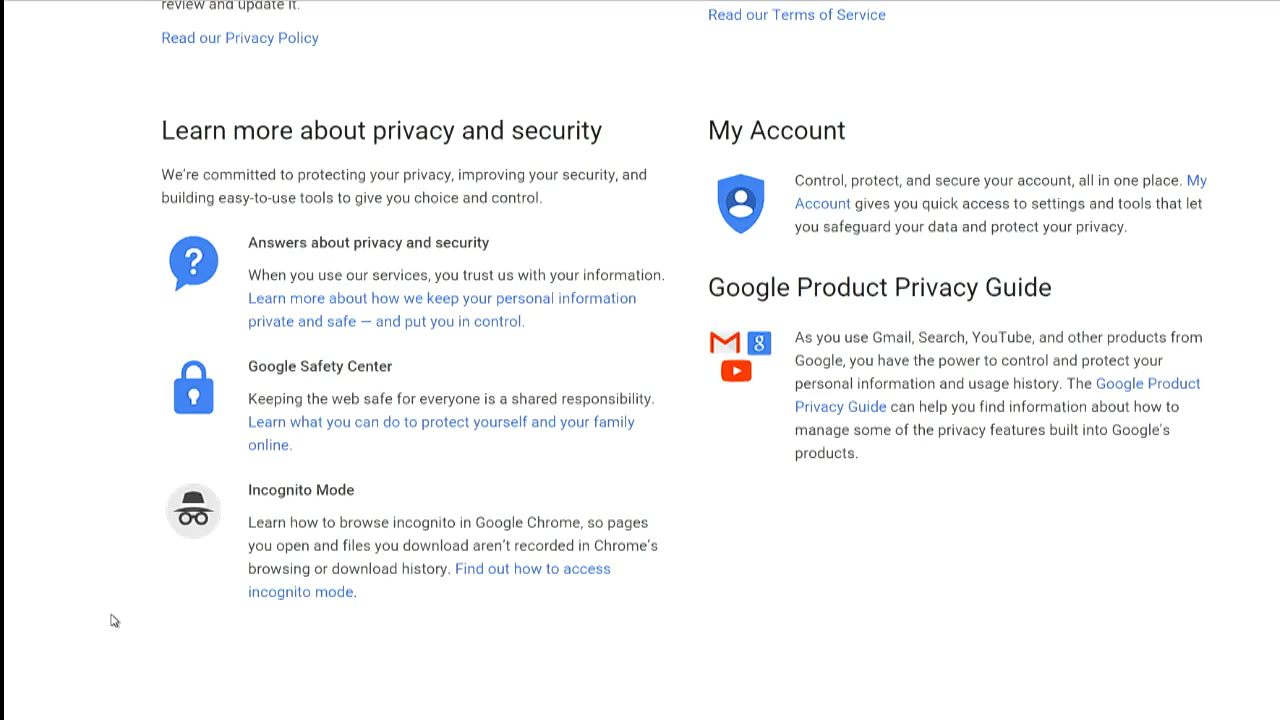 review and update it.
Read our Privacy Policy
Read our Terms of Service
Learn more about privacy and security
We're committed to protecting your privacy, improving your security, and
building easy-to-use tools to give you choice and control.
Answers about privacy and security
When you use our services, you trust us with your information.
Learn more about how we keep your personal information
private and safe — and put you in control.
Google Safety Center
Keeping the web safe for everyone is a shared responsibility.
Learn what you can do to protect yourself and your family
online.
Incognito Mode
Learn how to browse incognito in Google Chrome, so pages
you open and files you download aren't recorded in Chrome's
browsing or download history. Find out how to access
incognito mode.
My Account
Control, protect, and secure your account, all in one place. My
Account gives you quick access to settings and tools that let
you safeguard your data and protect your privacy.
Google Product Privacy Guide
As you use Gmail, Search, YouTube, and other products from
Google, you have the power to control and protect your
personal information and usage history. The Google Product
Privacy Guide can help you find information about how to
manage some of the privacy features built into Google's
products.